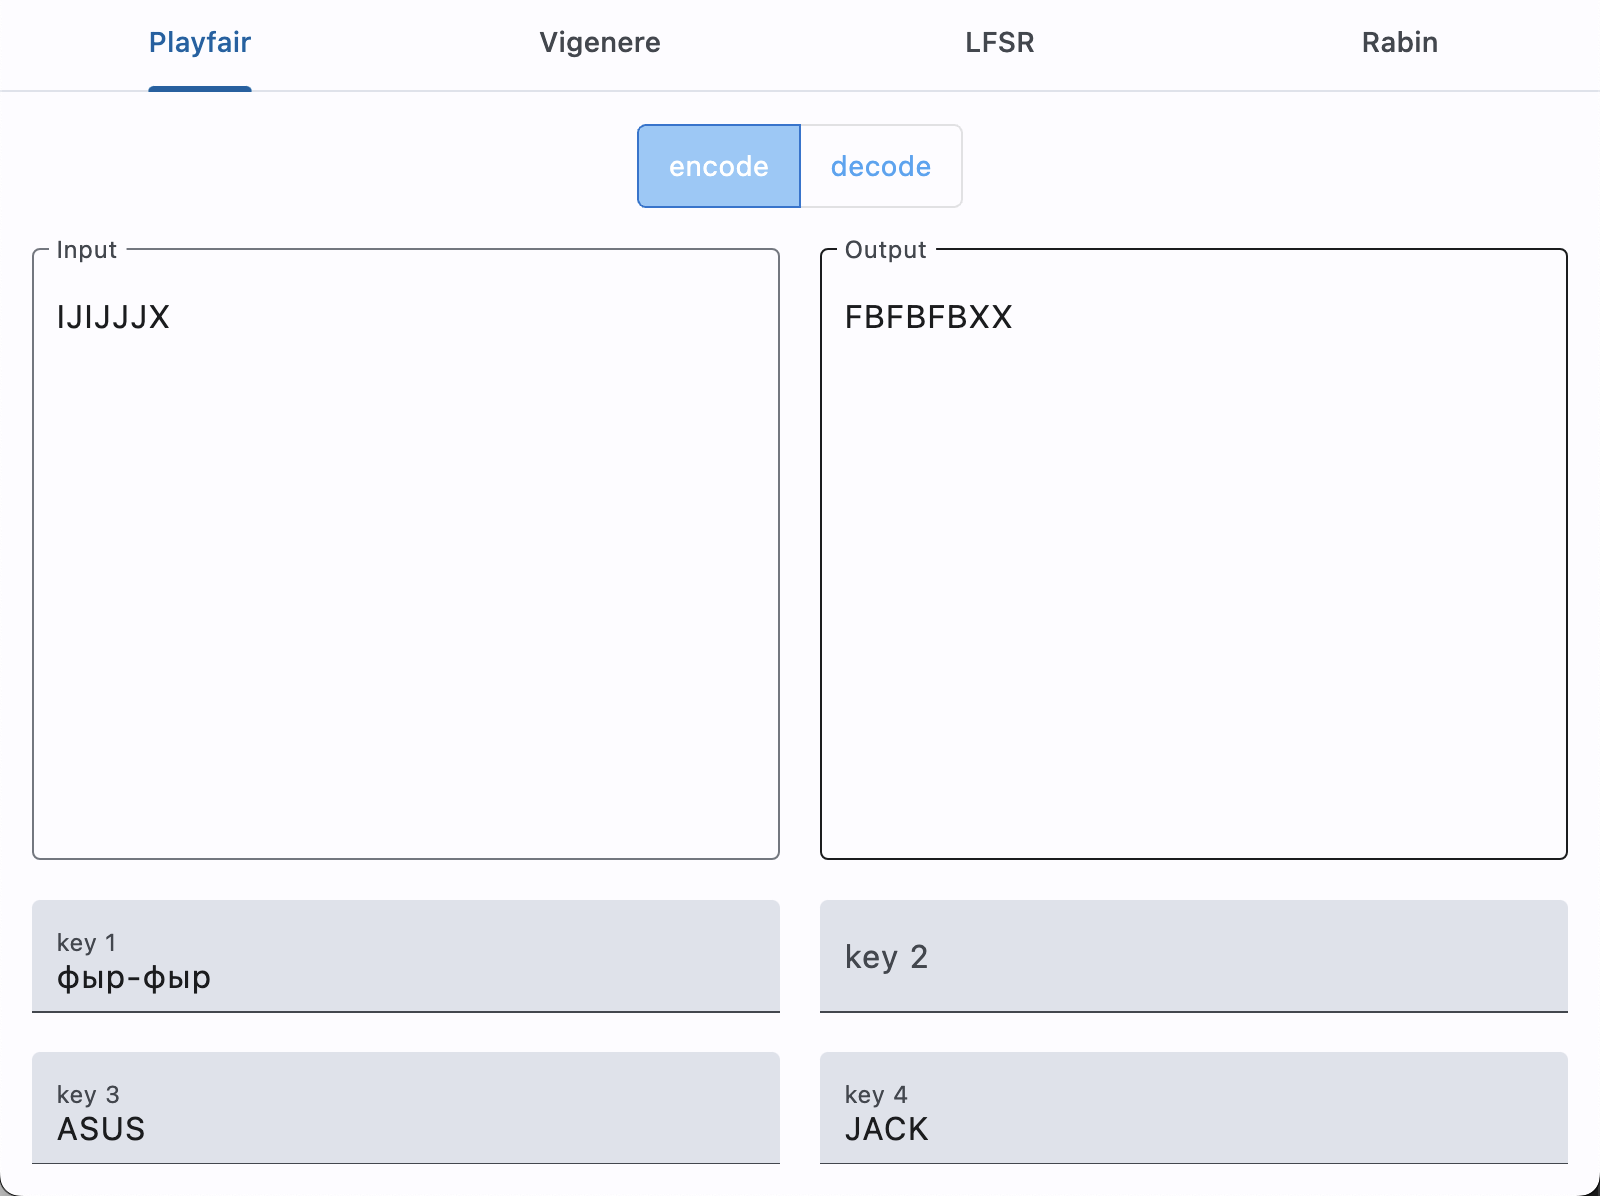 Playfair
Vigenere
LFSR
Rabin
encode
decode
Input
IJIJJJX
Output
FBFBFBXX
key 1
фыр-фыр
key 2
key 3
ASUS
key 4
JACK